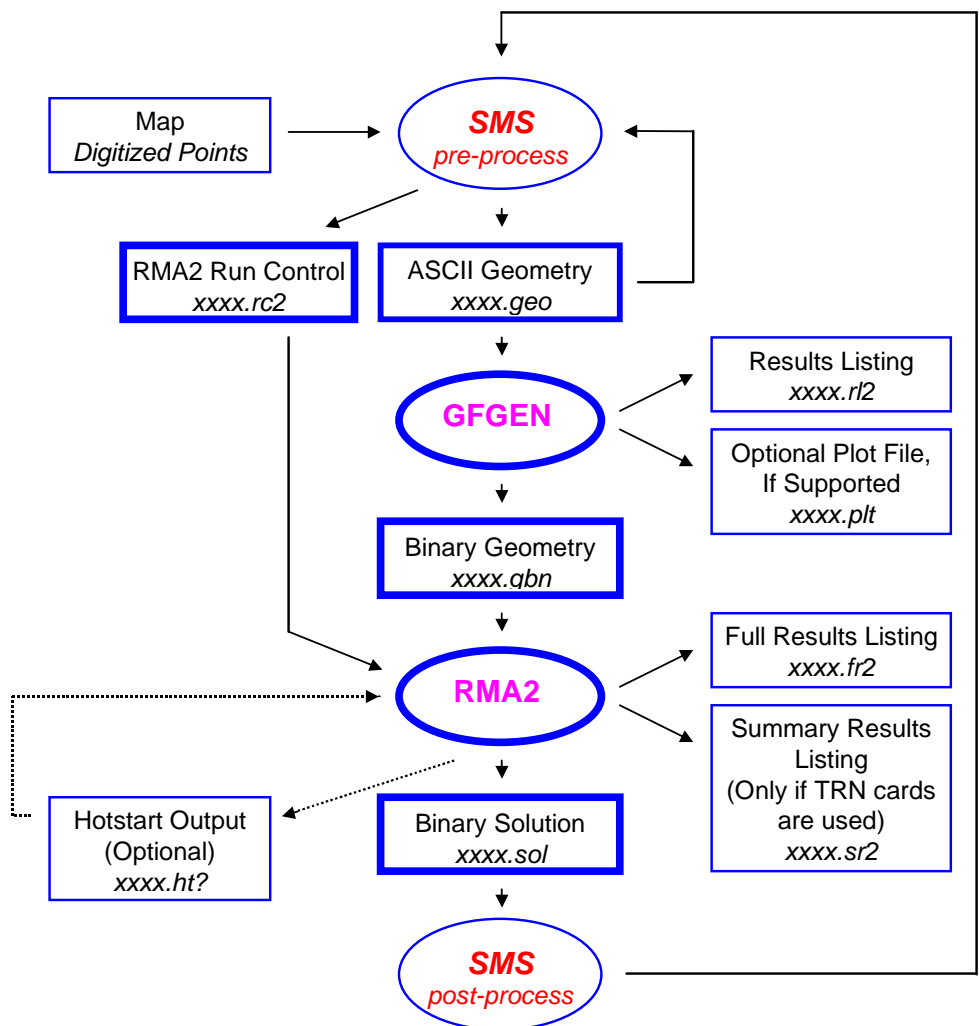 Map
Digitized Points
SMS
pre-process
RMA2 Run Control
xxxx.rc2
ASCII Geometry
xxxx.geo
GFGEN
Results Listing
xxxx.rl2
Optional Plot File,
If Supported
xxxx.plt
Binary Geometry
xxxx.gbn
RMA2
Full Results Listing
xxxx.fr2
Summary Results
Listing
(Only if TRN cards
are used)
xxxx.sr2
Hotstart Output
(Optional)
xxxx.ht?
Binary Solution
xxxx.sol
SMS
post-process